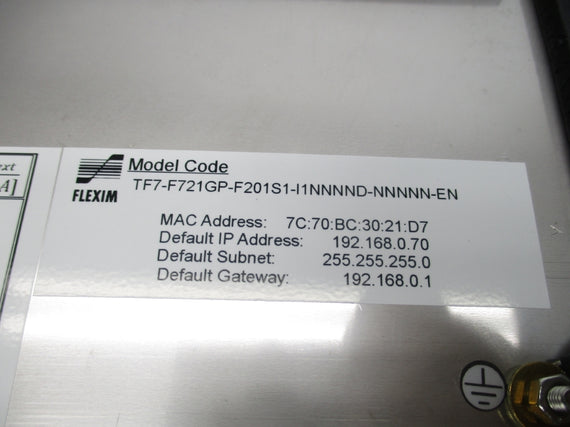 Model Code
TF7-F721GP-F201S1-I1NNNND-NNNNN-EN
FLEXIM
MAC Address: 7C:70:BC:30:21:D7
Default IP Address: 192.168.0.70
Default Subnet: 255.255.255.0
Default Gateway: 192.168.0.1
A]